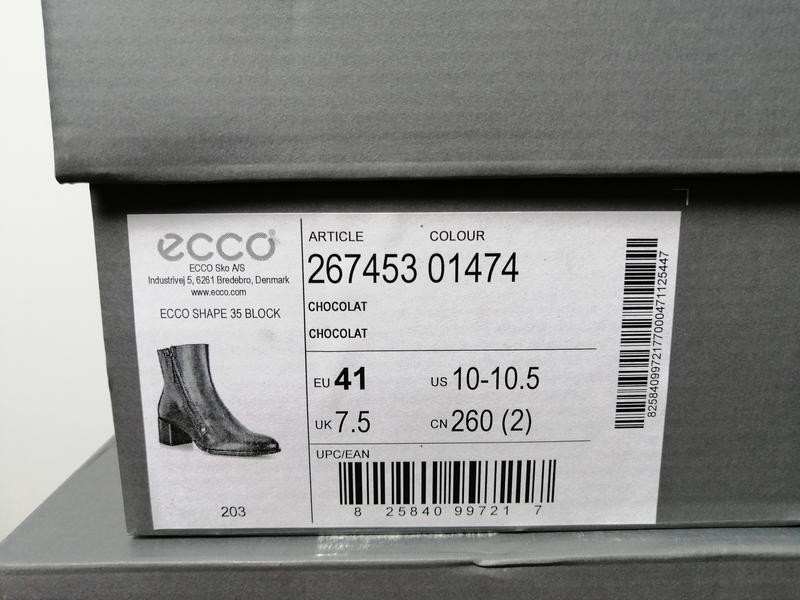 ecco
ECCO Sko A/S
Industrivej 5, 6261 Bredebro, Denmark
www.ecco.com
ECCO SHAPE 35 BLOCK
203
ARTICLE COLOUR
267453 01474
CHOCOLAT
CHOCOLAT
EU 41 US 10-10.5
UK 7.5 CN 260 (2)
UPC/EAN
8 25840 99721 7
825840997217700047112544​7